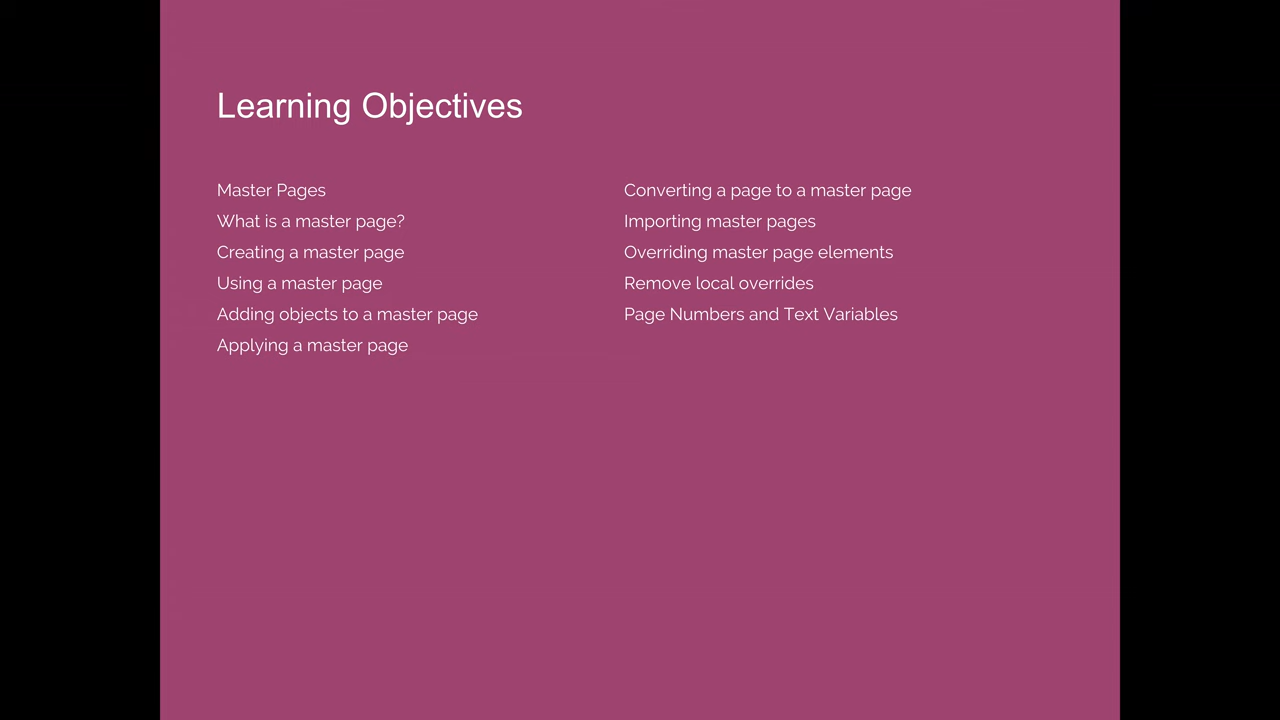 Learning Objectives
Master Pages
What is a master page?
Creating a master page
Using a master page
Adding objects to a master page
Applying a master page
Converting a page to a master page
Importing master pages
Overriding master page elements
Remove local overrides
Page Numbers and Text Variables